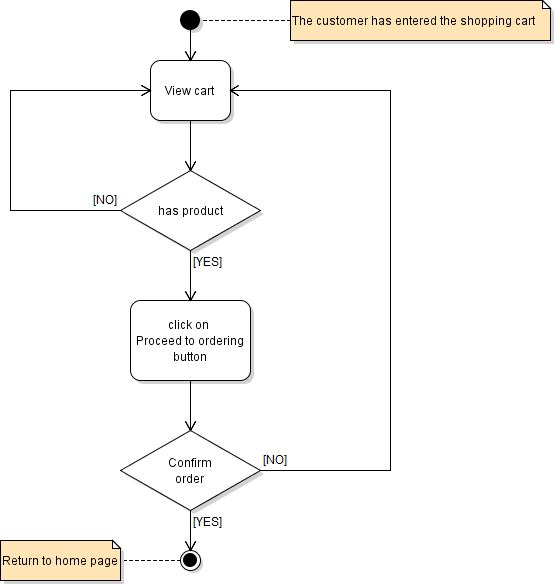 The customer has entered the shopping cart
View cart
[NO]
has product
[YES]
click on
Proceed to ordering
button
Confirm
order
[NO]
[YES]
Return to home page